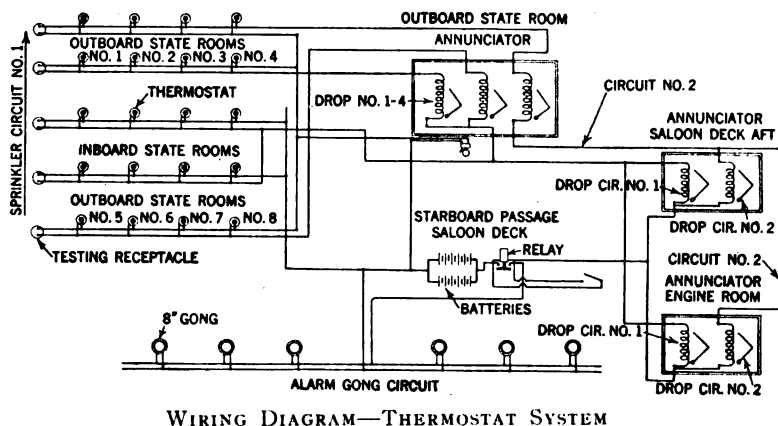 OUTBOARD STATE ROOM
ANNUNCIATOR
SPRINKLER CIRCUIT NO. 1
OUTBOARD STATE ROOMS
NO. 1 NO. 2 NO. 3 NO. 4
THERMOSTAT
DROP NO. 1-4
CIRCUIT NO. 2
ANNUNCIATOR
SALOON DECK AFT
INBOARD STATE ROOMS
DROP CIR. NO. 1
OUTBOARD STATE ROOMS
NO. 5 NO. 6 NO. 7 NO. 8
TESTING RECEPTACLE
STARBOARD PASSAGE
SALOON DECK
RELAY
DROP CIR. NO. 2
BATTERIES
CIRCUIT NO. 2
ANNUNCIATOR
ENGINE ROOM
8" GONG
DROP CIR. NO. 1
ALARM GONG CIRCUIT
DROP CIR. NO. 2
WIRING DIAGRAM—THERMOSTAT SYSTEM